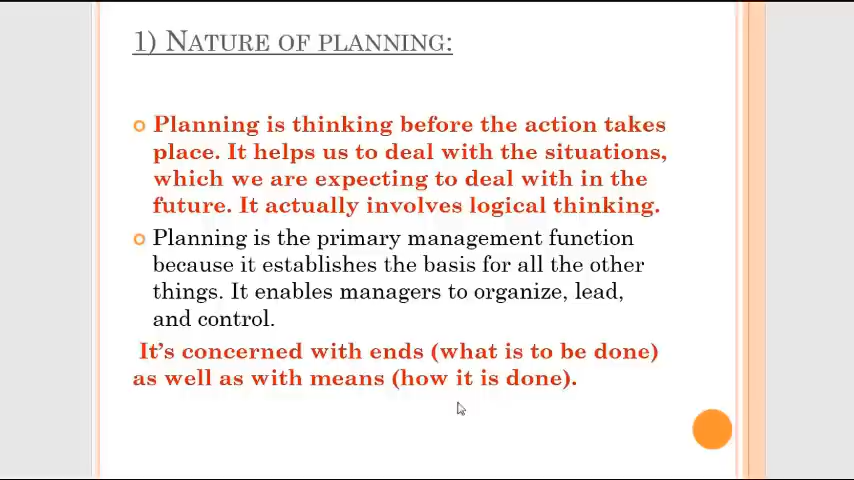 1) NATURE OF PLANNING:
Planning is thinking before the action takes
place. It helps us to deal with the situations,
which we are expecting to deal with in the
future. It actually involves logical thinking.
Planning is the primary management function
because it establishes the basis for all the other
things. It enables managers to organize, lead,
and control.
It’s concerned with ends (what is to be done)
as well as with means (how it is done).